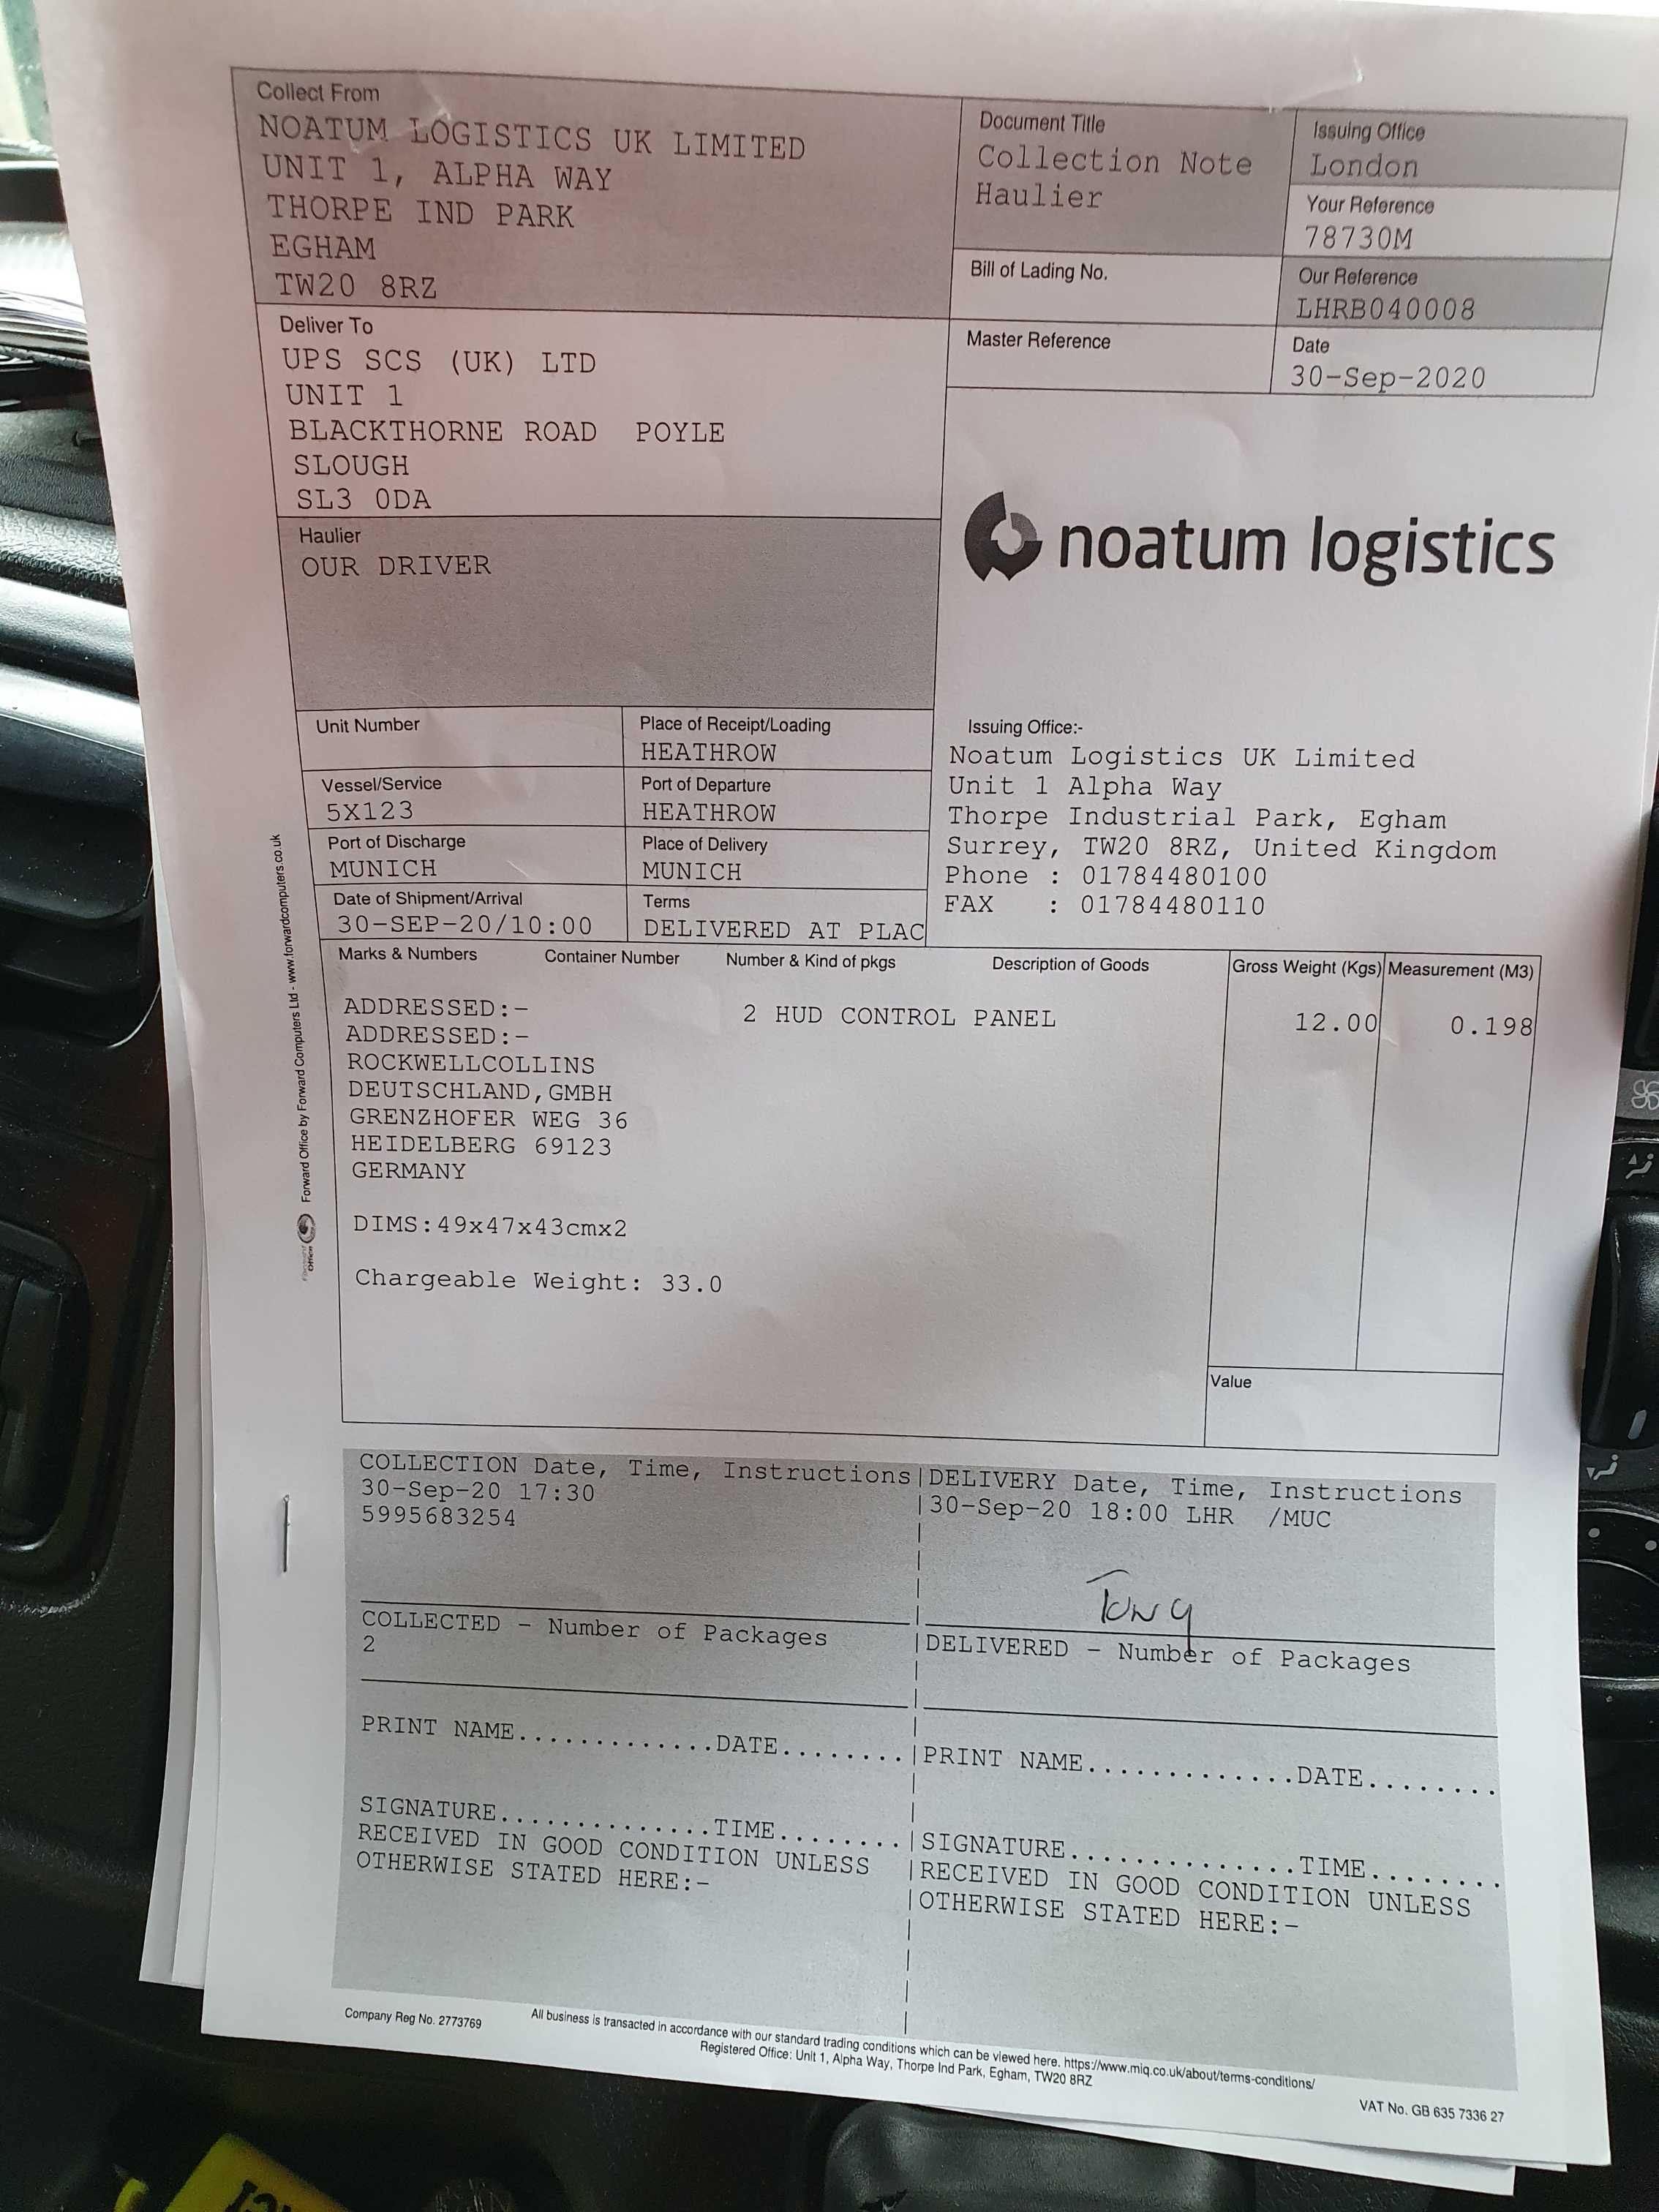 Collect From
NOATUM LOGISTICS UK LIMITED
UNIT 1, ALPHA WAY
THORPE IND PARK
EGHAM
TW20 8RZ
Document Title
Collection Note
Haulier
Issuing Office
London
Your Reference
78730M
Bill of Lading No.
Our Reference
LHRB040008
Master Reference
Date
30-Sep-2020
Deliver To
UPS SCS (UK) LTD
UNIT 1
BLACKTHORNE ROAD POYLE
SLOUGH
SL3 0DA
Haulier
OUR DRIVER
noatum logistics
Unit Number
Place of Receipt/Loading
HEATHROW
Vessel/Service
5X123
Port of Departure
HEATHROW
Port of Discharge
MUNICH
Place of Delivery
MUNICH
Date of Shipment/Arrival
30-SEP-20/10:00
Terms
DELIVERED AT PLAC
Issuing Office:-
Noatum Logistics UK Limited
Unit 1 Alpha Way
Thorpe Industrial Park, Egham
Surrey, TW20 8RZ, United Kingdom
Phone : 01784480100
FAX : 01784480110
Marks & Numbers Container Number Number & Kind of pkgs Description of Goods Gross Weight (Kgs) Measurement (M3)
ADDRESSED:- 2 HUD CONTROL PANEL 12.00 0.198
ADDRESSED:-
ROCKWELLCOLLINS
DEUTSCHLAND,GMBH
GRENZHOFER WEG 36
HEIDELBERG 69123
GERMANY
DIMS:49x47x43cmx2
Chargeable Weight: 33.0
Value
Forward Office by Forward Computers Ltd - www.forwardcomputers.co.uk
COLLECTION Date, Time, Instructions
30-Sep-20 17:30
5995683254
DELIVERY Date, Time, Instructions
30-Sep-20 18:00 LHR /MUC
Tony
COLLECTED - Number of Packages
2
DELIVERED - Number of Packages
PRINT NAME.............DATE........
SIGNATURE..............TIME........
RECEIVED IN GOOD CONDITION UNLESS
OTHERWISE STATED HERE:-
PRINT NAME..............DATE.........
SIGNATURE...............TIME.........
RECEIVED IN GOOD CONDITION UNLESS
OTHERWISE STATED HERE:-
Company Reg No. 2773769
All business is transacted in accordance with our standard trading conditions which can be viewed here. https://www.miq.co.uk/about/terms-conditions/
Registered Office: Unit 1, Alpha Way, Thorpe Ind Park, Egham, TW20 8RZ
VAT No. GB 635 7336 27